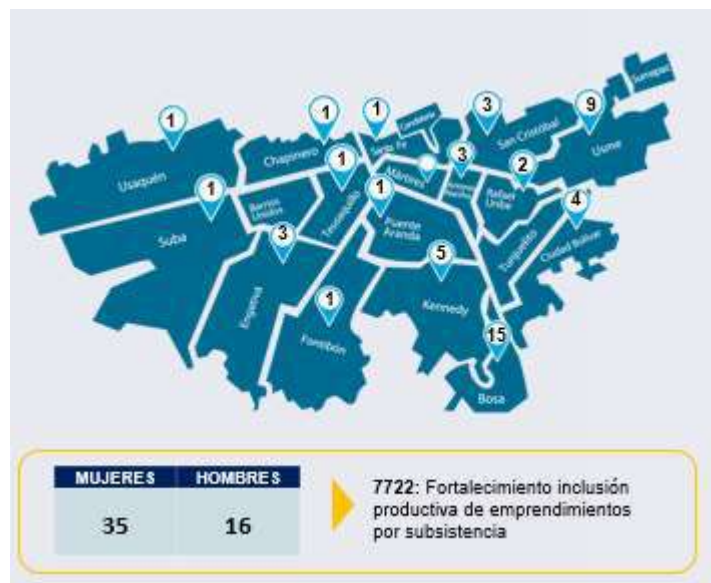 Sumapaz
1
1
1
3
9
Candelaria
San Cristóbal
Usme
Santa Fe
Chapinero
1
3
2
Usaquén
Mártires
Rafael
Uribe
1
1
4
Barrios
Unidos
Teusaquillo
Puente
Aranda
Suba
3
5
Tunjuelito
Ciudad Bolívar
Engativá
1
Kennedy
Fontibón
15
Bosa
MUJERES
HOMBRES
35
16
7722: Fortalecimiento inclusión
productiva de emprendimientos
por subsistencia